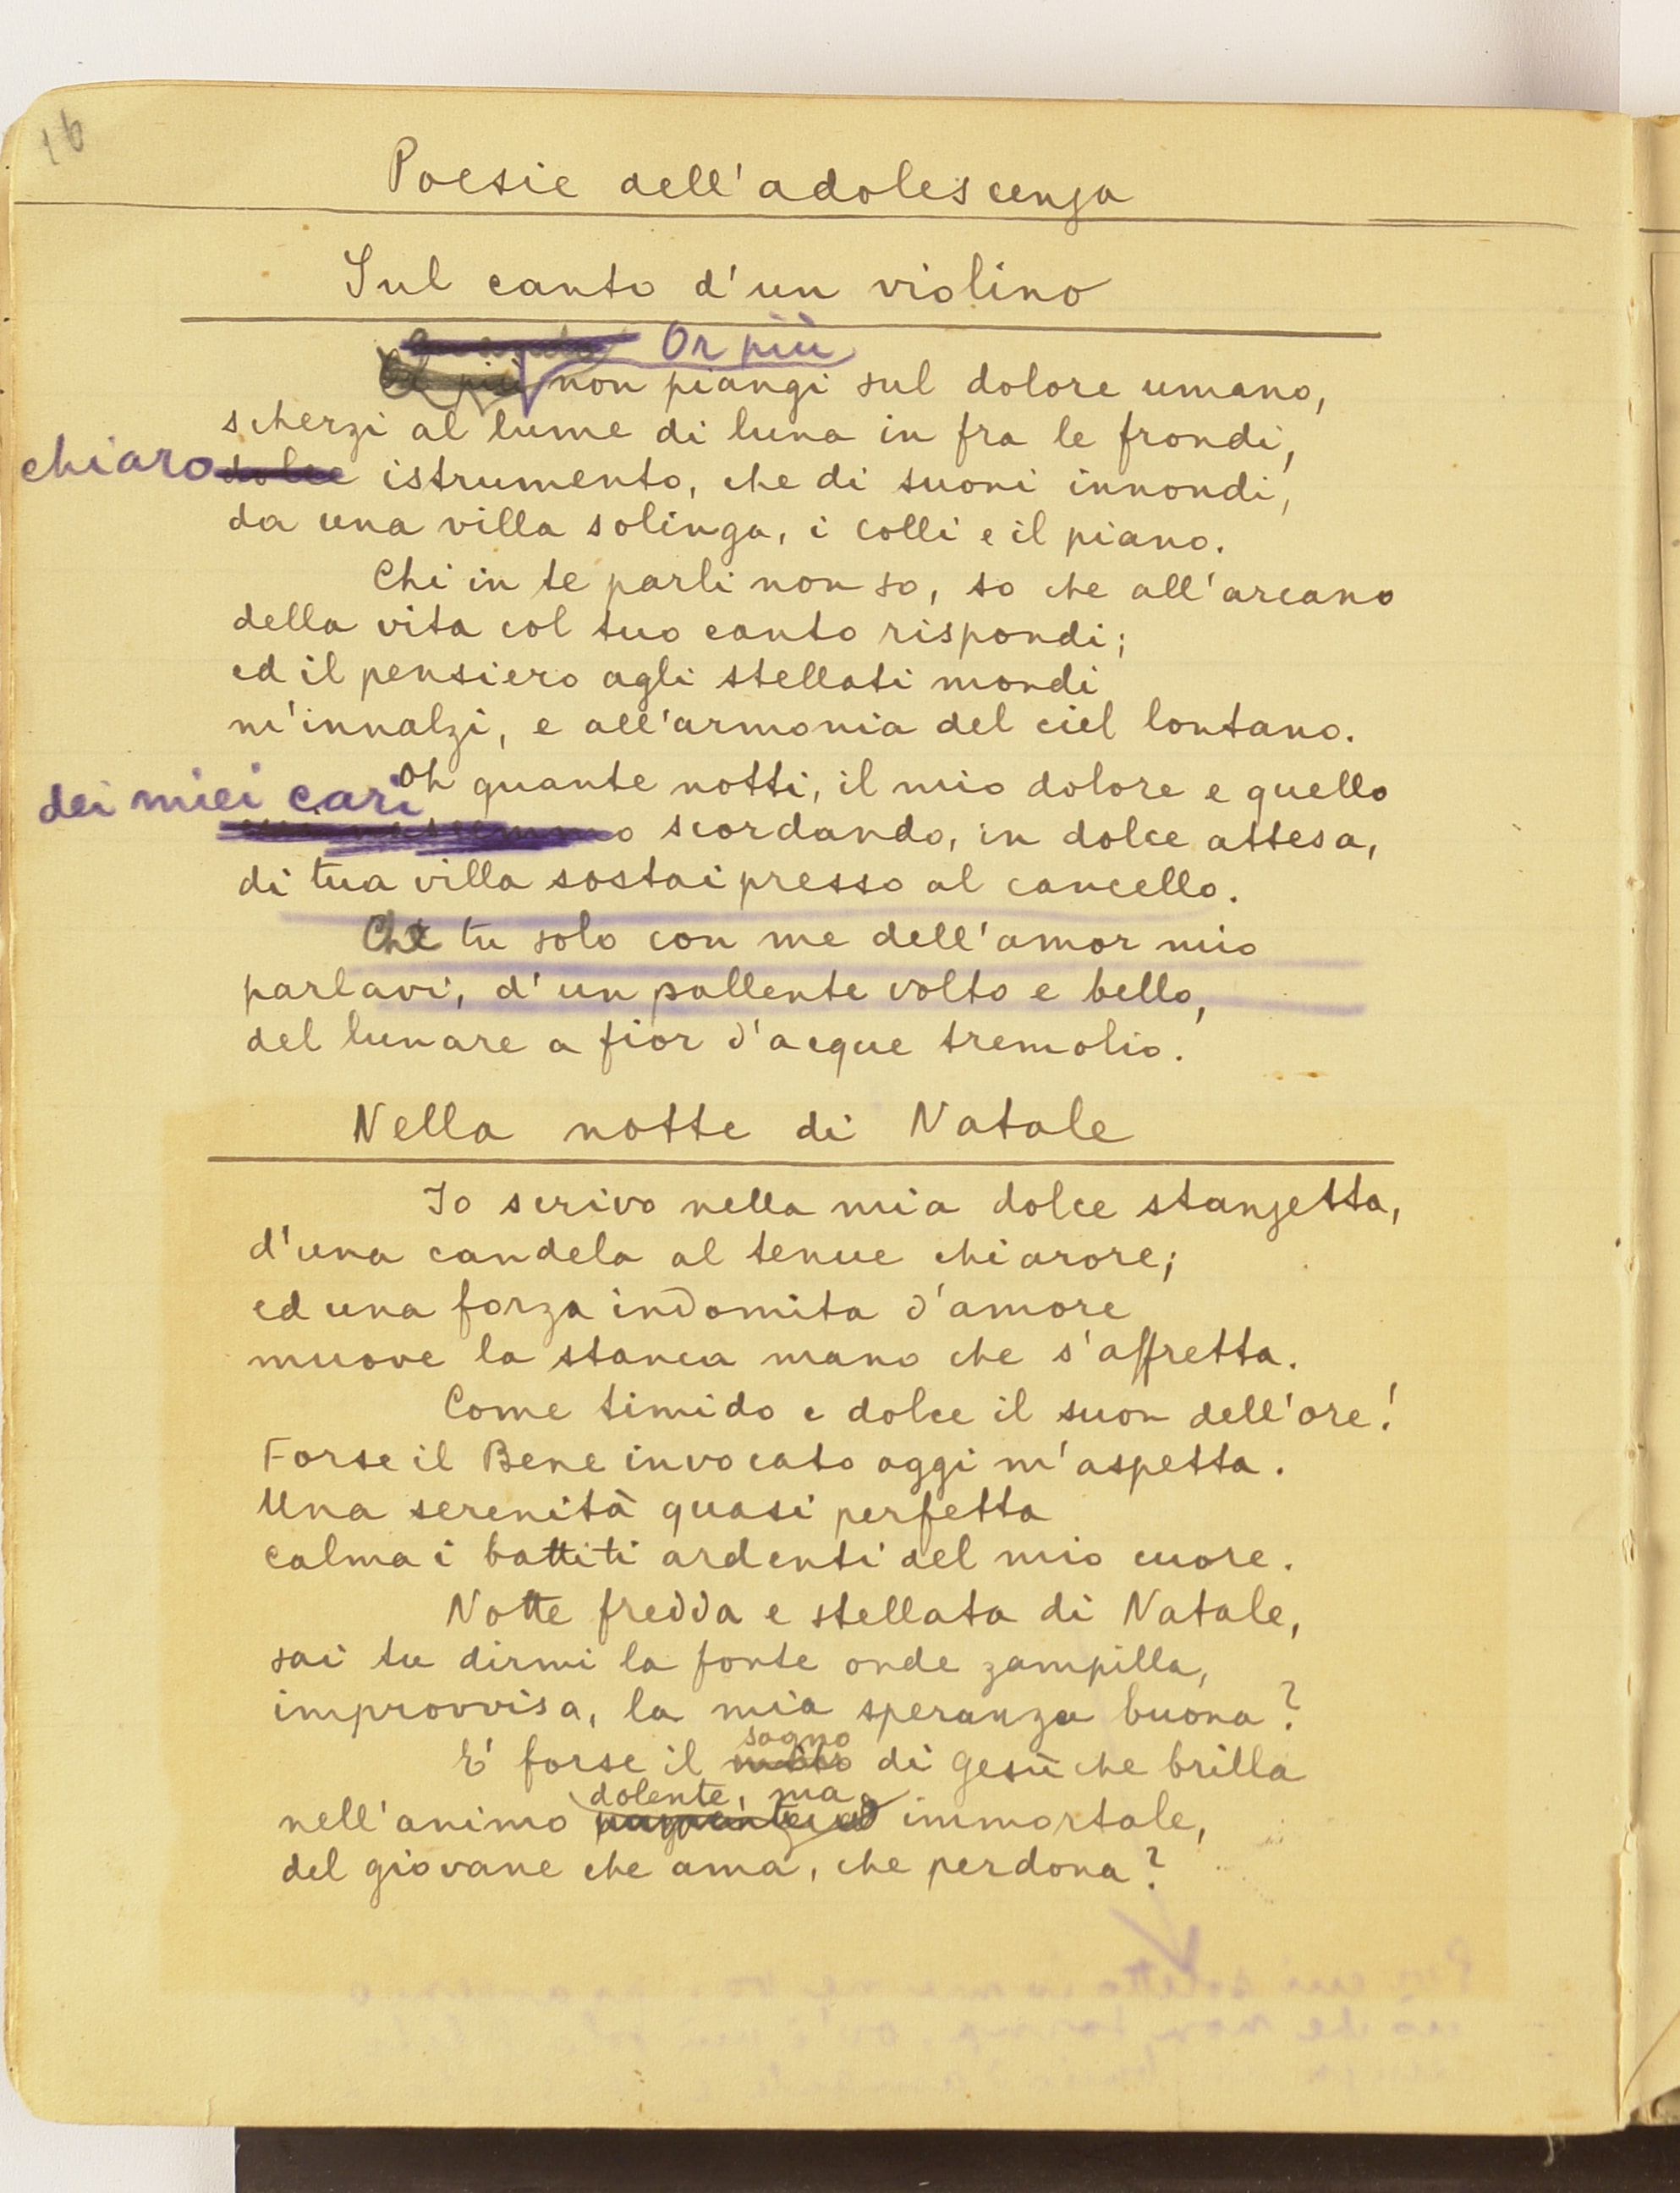 16
Poesie dell'adolescenza
Sul canto d'un violino
Or più
non piangi sul dolore umano,
scherzi al lume di luna in fra le frondi,
chiaro dolce istrumento, che di suoni innondi,
da una villa solinga, i colli e il piano.
Chi in te parli non so, so che all'arcano
della vita col tuo canto rispondi;
ed il pensiero agli stellati mondi
m'innalzi, e all'armonia del ciel lontano.
Oh quante notti, il mio dolore e quello
dei miei cari
scordando, in dolce attesa,
di tua villa sostai presso al cancello.
Che tu solo con me dell'amor mio
parlavi, d'un pallente volto e bello,
del lunare a fior d'acque tremolio.
Nella notte di Natale
Io scrivo nella mia dolce stanzetta,
d'una candela al tenue chiarore;
ed una forza indomita d'amore
muove la stanca mano che s'affretta.
Come timido e dolce il suon dell'ore!
Forse il Bene invocato oggi m'aspetta.
Una serenità quasi perfetta
calma i battiti ardenti del mio cuore.
Notte fredda e stellata di Natale,
sai tu dirmi la fonte onde zampilla,
improvvisa, la mia speranza buona?
sogno
E' forse il di Gesù che brilla
dolente, ma
nell'animo immortale,
del giovane che ama, che perdona?